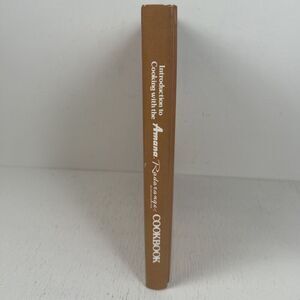 Introduction to
Cooking with the
Amana Radarange COOKBOOK